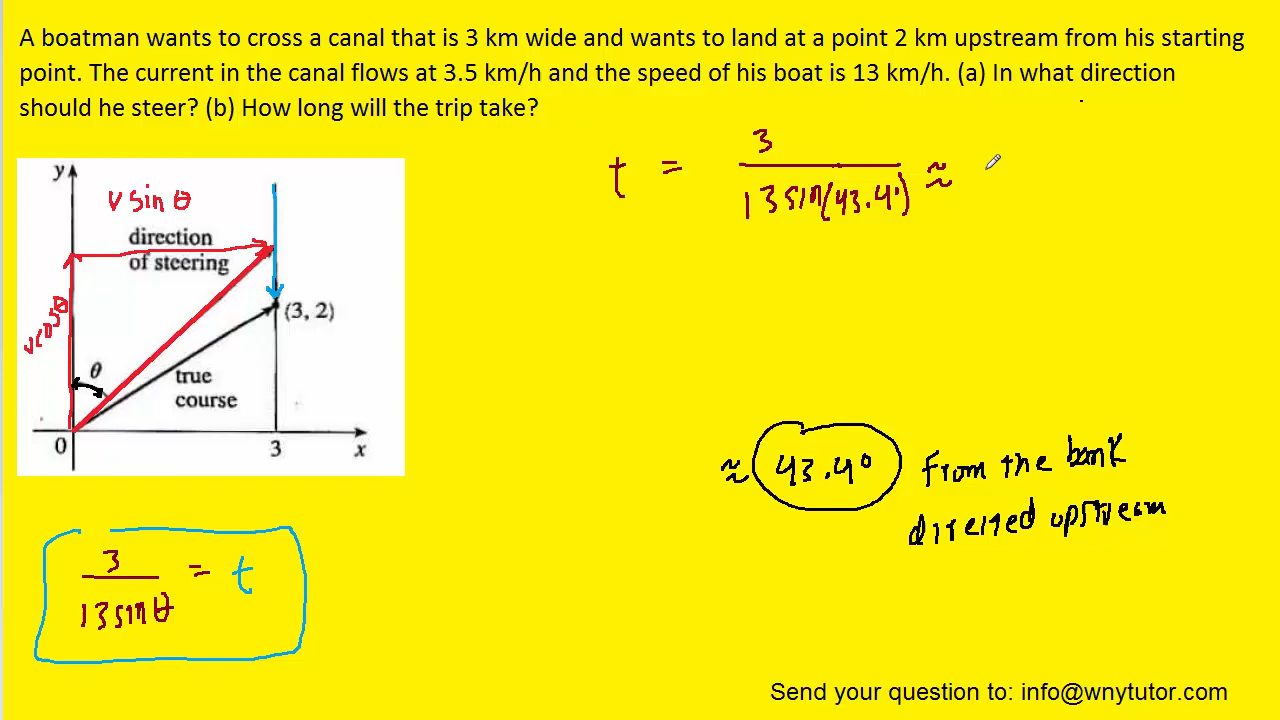 A boatman wants to cross a canal that is 3 km wide and wants to land at a point 2 km upstream from his starting
point. The current in the canal flows at 3.5 km/h and the speed of his boat is 13 km/h. (a) In what direction
should he steer? (b) How long will the trip take?
t = 3 / 13 sin(43.4°) ≈
y
v sin θ
direction
of steering
v cos θ
(3, 2)
θ
true
course
0
3
x
≈ 43.4° from the bank
directed upstream
3 / 13 sin θ = t
Send your question to: info@wnytutor.com